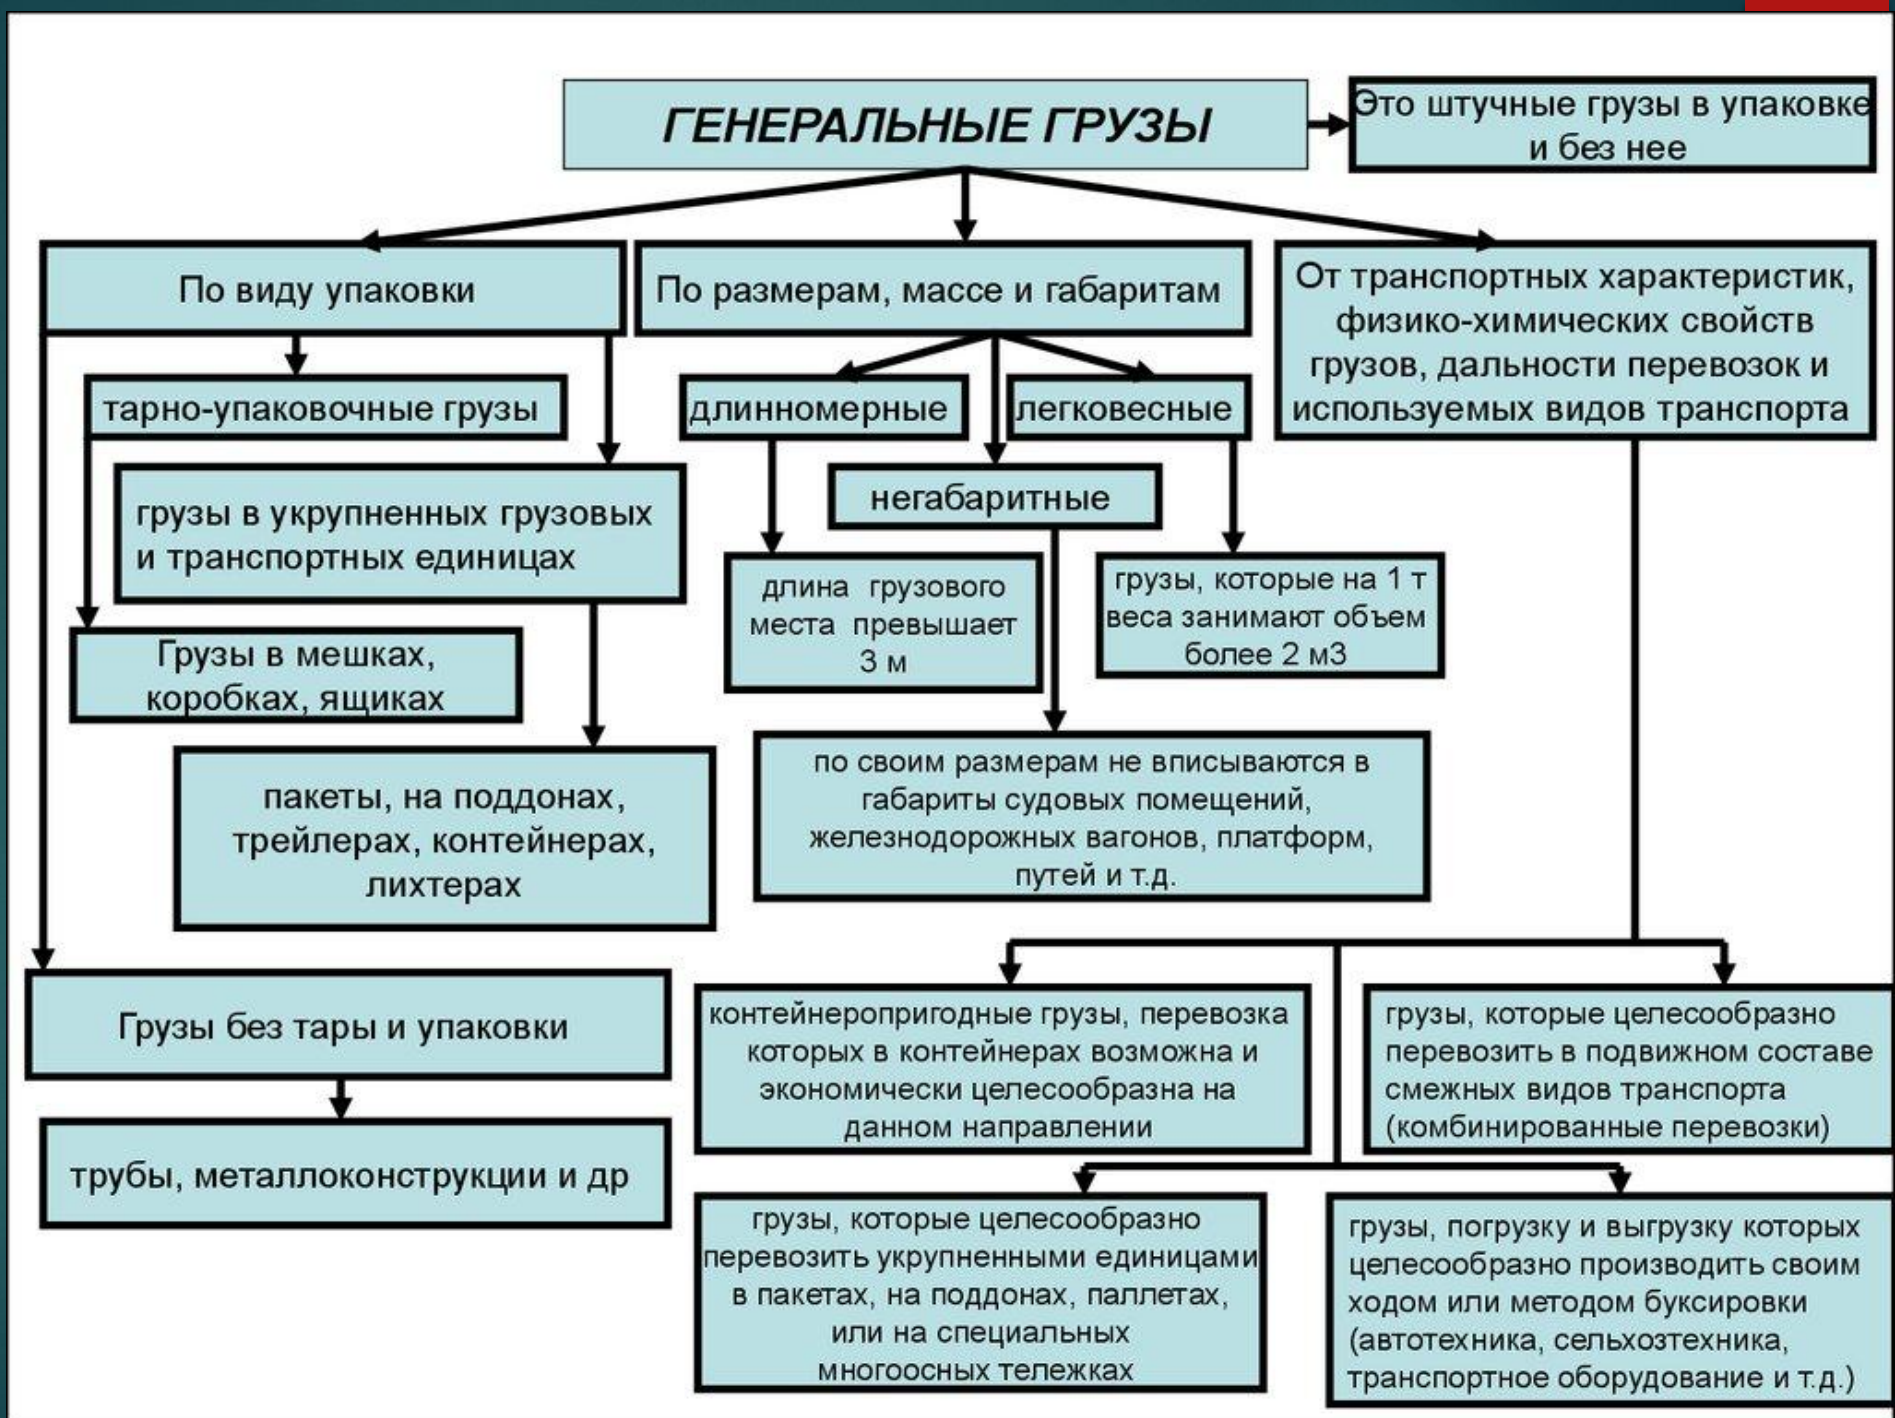 ГЕНЕРАЛЬНЫЕ ГРУЗЫ
Это штучные грузы в упаковке
и без нее
По виду упаковки
По размерам, массе и габаритам
От транспортных характеристик,
физико-химических свойств
грузов, дальности перевозок и
используемых видов транспорта
тарно-упаковочные грузы
длинномерные
легковесные
грузы в укрупненных грузовых
и транспортных единицах
негабаритные
длина грузового
места превышает
3 м
грузы, которые на 1 т
веса занимают объем
более 2 м3
Грузы в мешках,
коробках, ящиках
пакеты, на поддонах,
трейлерах, контейнерах,
лихтерах
по своим размерам не вписываются в
габариты судовых помещений,
железнодорожных вагонов, платформ,
путей и т.д.
Грузы без тары и упаковки
контейнеропригодные грузы, перевозка
которых в контейнерах возможна и
экономически целесообразна на
данном направлении
грузы, которые целесообразно
перевозить в подвижном составе
смежных видов транспорта
(комбинированные перевозки)
трубы, металлоконструкции и др
грузы, которые целесообразно
перевозить укрупненными единицами
в пакетах, на поддонах, паллетах,
или на специальных
многоосных тележках
грузы, погрузку и выгрузку которых
целесообразно производить своим
ходом или методом буксировки
(автотехника, сельхозтехника,
транспортное оборудование и т.д.)